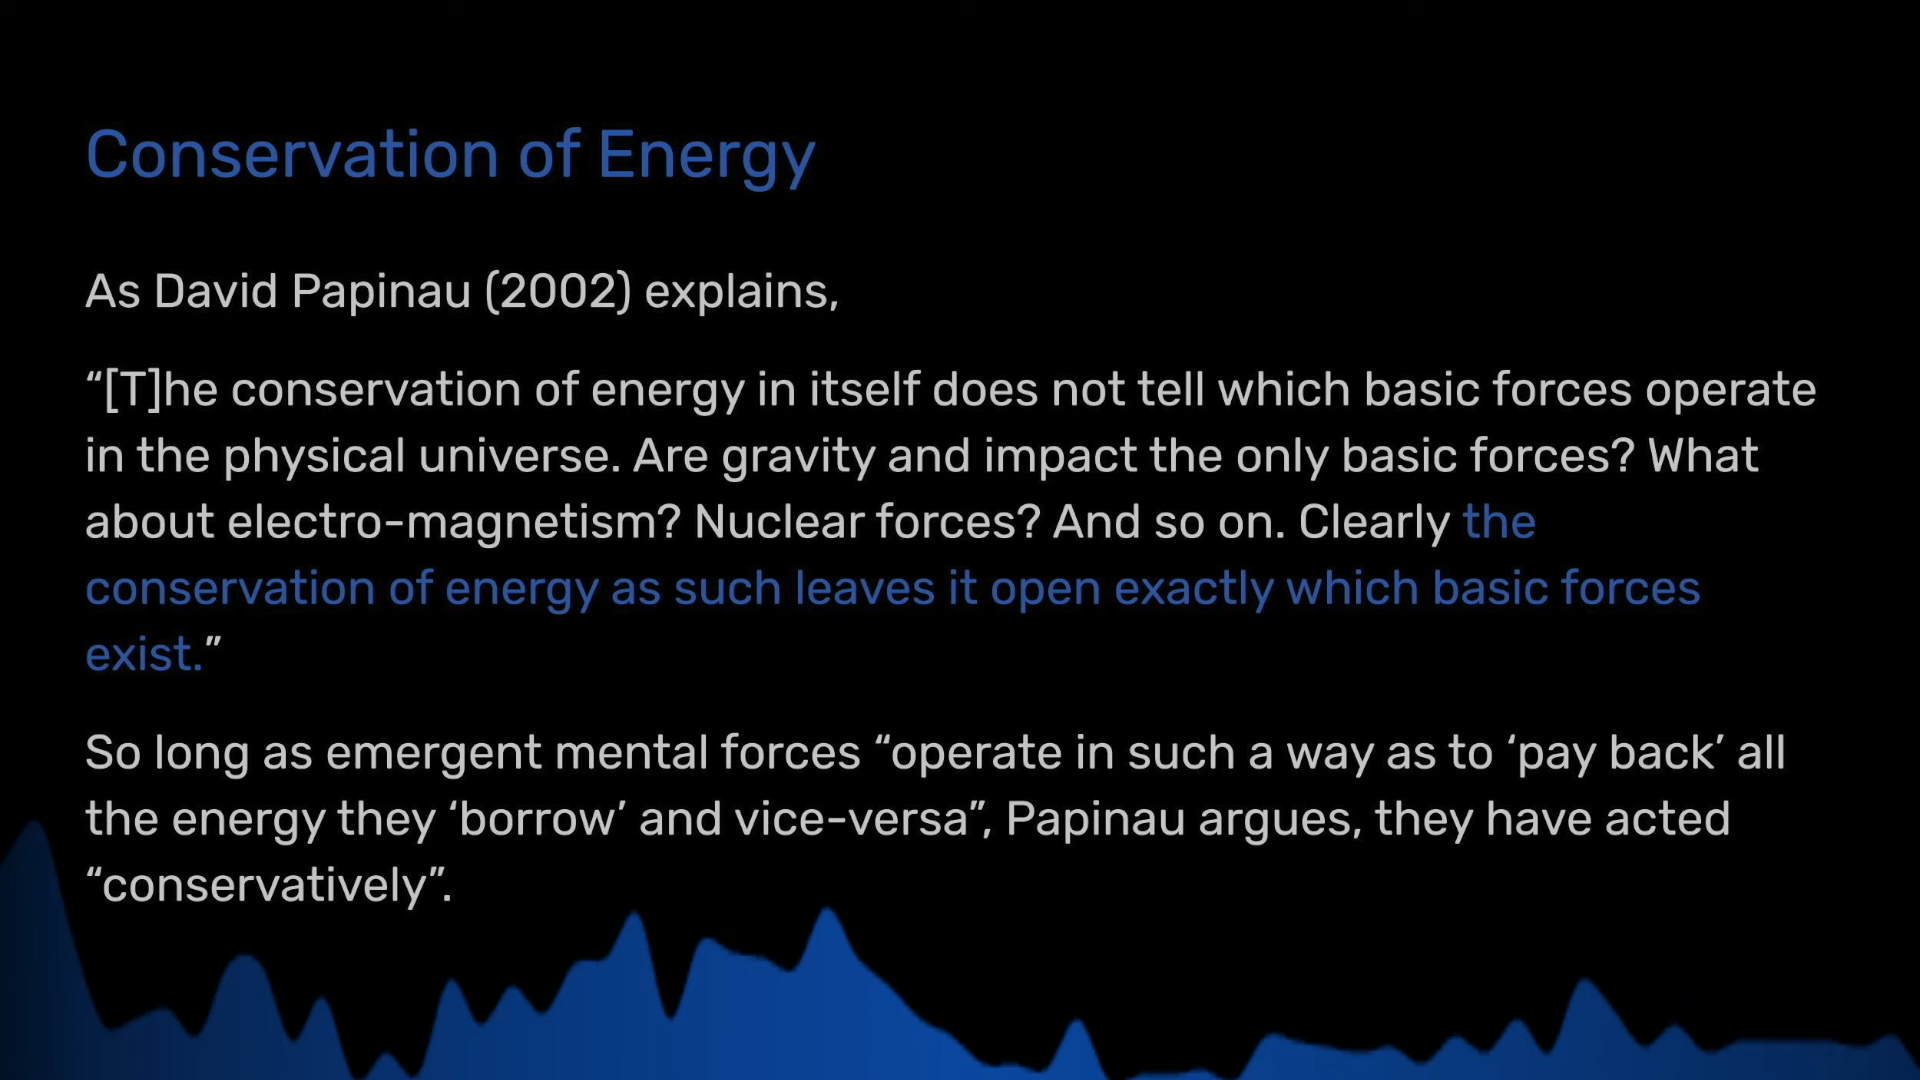 Conservation of Energy
As David Papinau (2002) explains,
“[T]he conservation of energy in itself does not tell which basic forces operate
in the physical universe. Are gravity and impact the only basic forces? What
about electro-magnetism? Nuclear forces? And so on. Clearly the
conservation of energy as such leaves it open exactly which basic forces
exist.”
So long as emergent mental forces “operate in such a way as to ‘pay back’ all
the energy they ‘borrow’ and vice-versa”, Papinau argues, they have acted
“conservatively”.